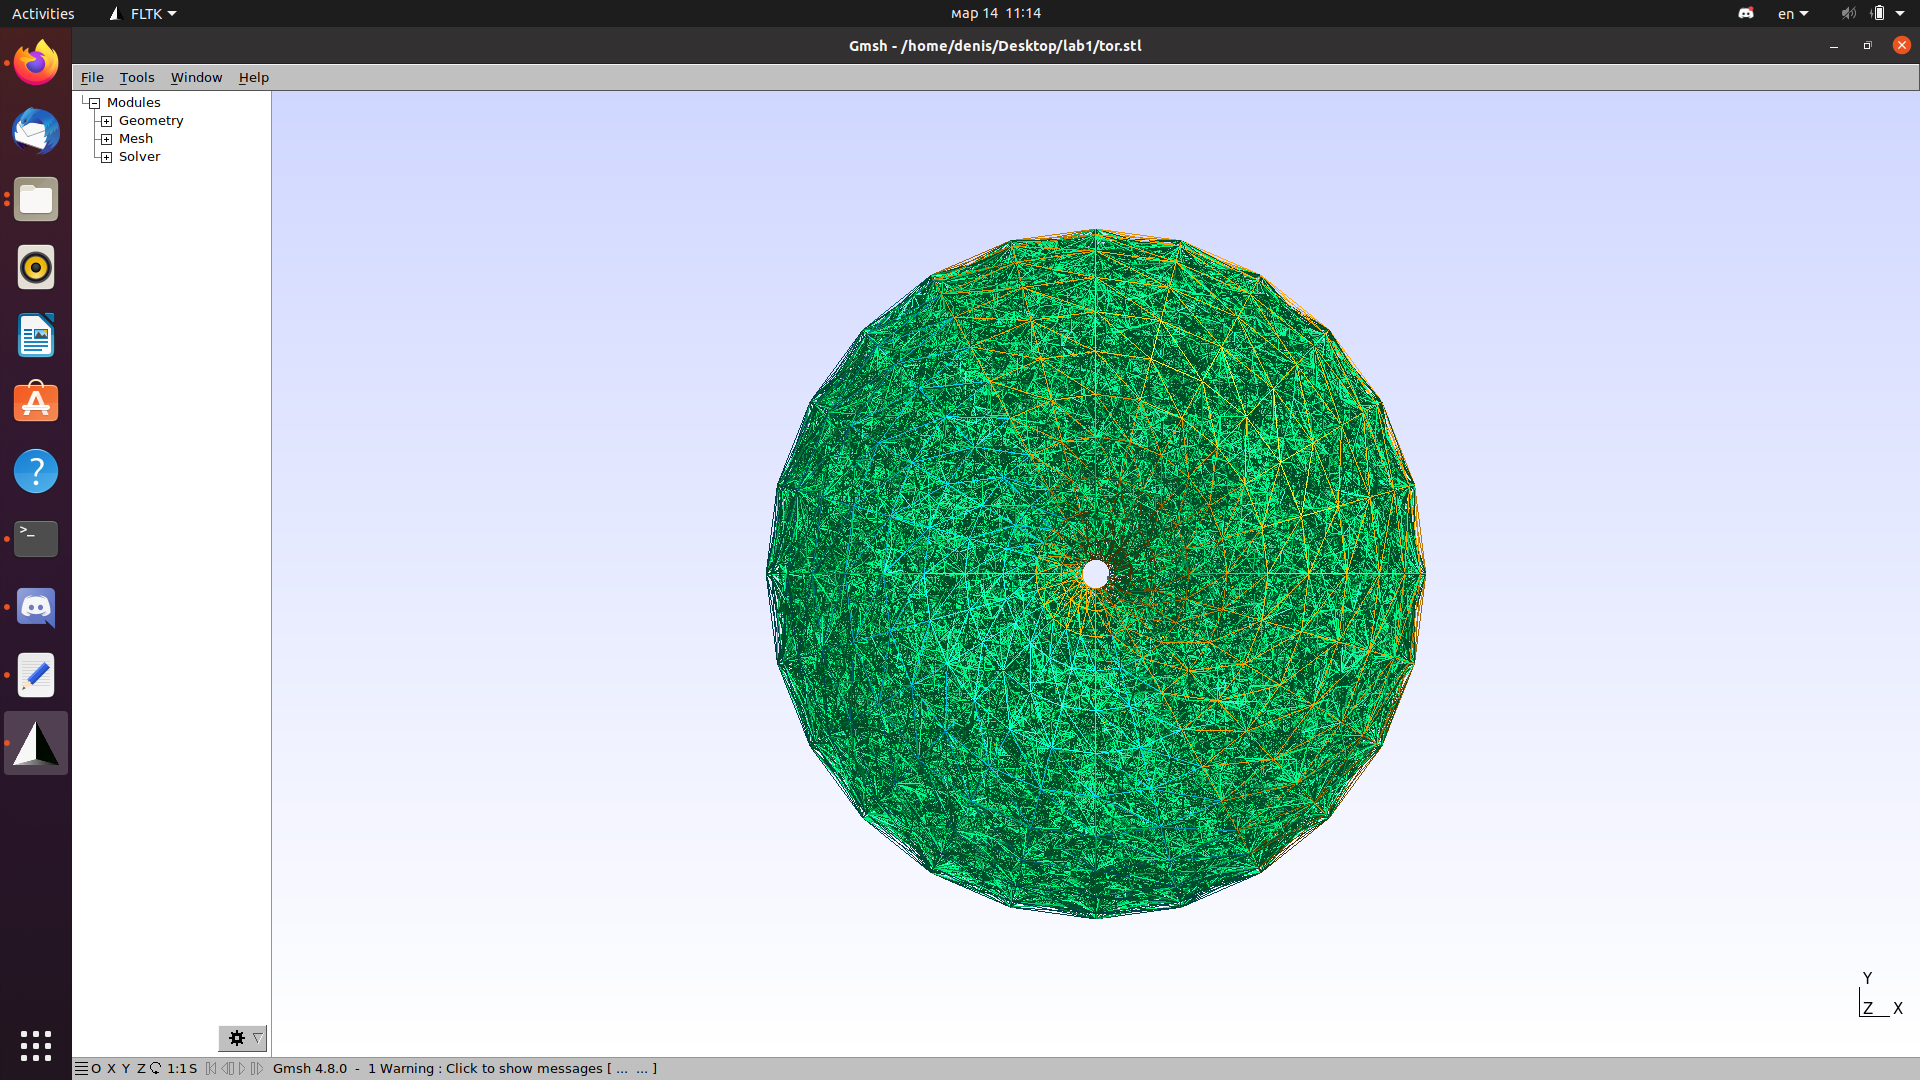 Activities FLTK мар 14 11:14 en
Gmsh - /home/denis/Desktop/lab1/tor.stl
File Tools Window Help
Modules
Geometry
Mesh
Solver
Y
Z X
O X Y Z 1:1 S Gmsh 4.8.0 - 1 Warning : Click to show messages [ ... ... ]